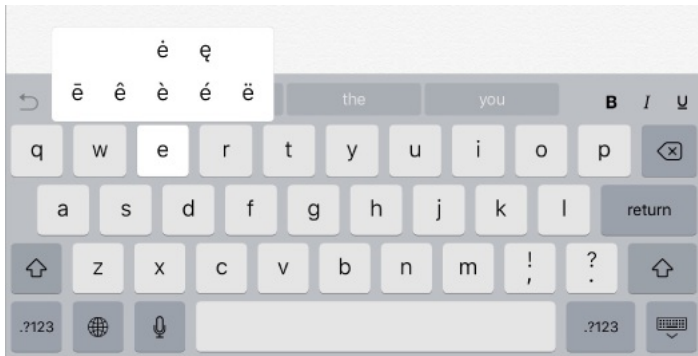 ė ę
ē ê è é ë
the you B I U
q w e r t y u i o p
a s d f g h j k l return
z x c v b n m ! , ? .
.?123 .?123